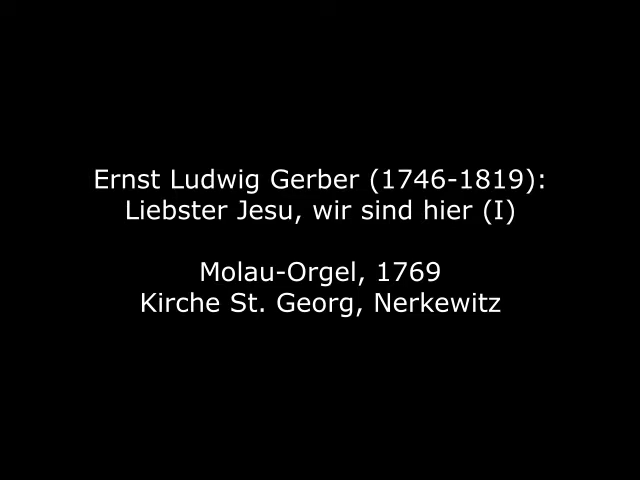 Ernst Ludwig Gerber (1746-1819):
Liebster Jesu, wir sind hier (I)
Molau-Orgel, 1769
Kirche St. Georg, Nerkewitz